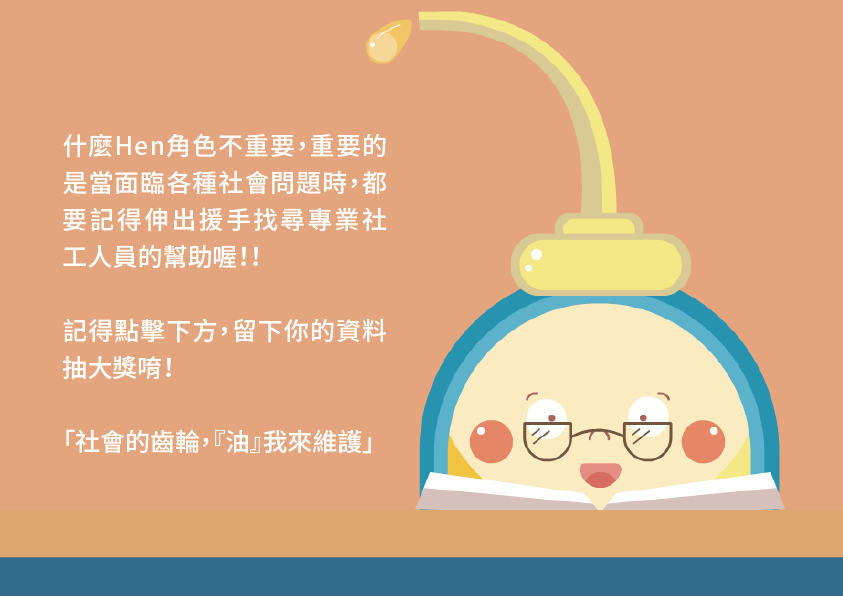 什麼Hen角色不重要，重要的
是當面臨各種社會問題時，都
要記得伸出援手找尋專業社
工人員的幫助喔！！
記得點擊下方，留下你的資料
抽大獎唷！
「社會的齒輪，『油』我來維護」